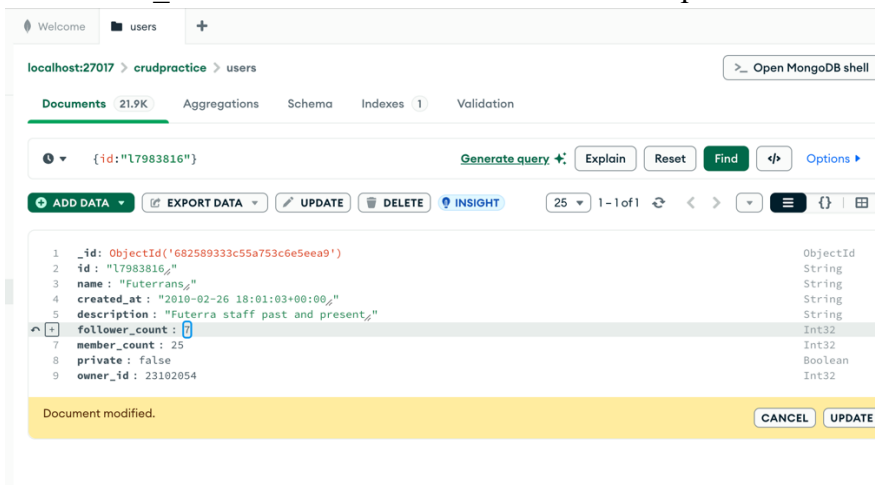 Welcome users +
localhost:27017 > crudpractice > users
>_ Open MongoDB shell
Documents 21.9K Aggregations Schema Indexes 1 Validation
{id:"l7983816"}
Generate query Explain Reset Find </> Options
ADD DATA EXPORT DATA UPDATE DELETE INSIGHT 25 1 – 1 of 1 {}
1 _id: ObjectId('682589333c55a753c6e5eea9') ObjectId
2 id : "l7983816" String
3 name : "Futerrans" String
4 created_at : "2010-02-26 18:01:03+00:00" String
5 description : "Futerra staff past and present" String
+ follower_count : 7 Int32
7 member_count : 25 Int32
8 private : false Boolean
9 owner_id : 23102054 Int32
Document modified.
CANCEL UPDATE